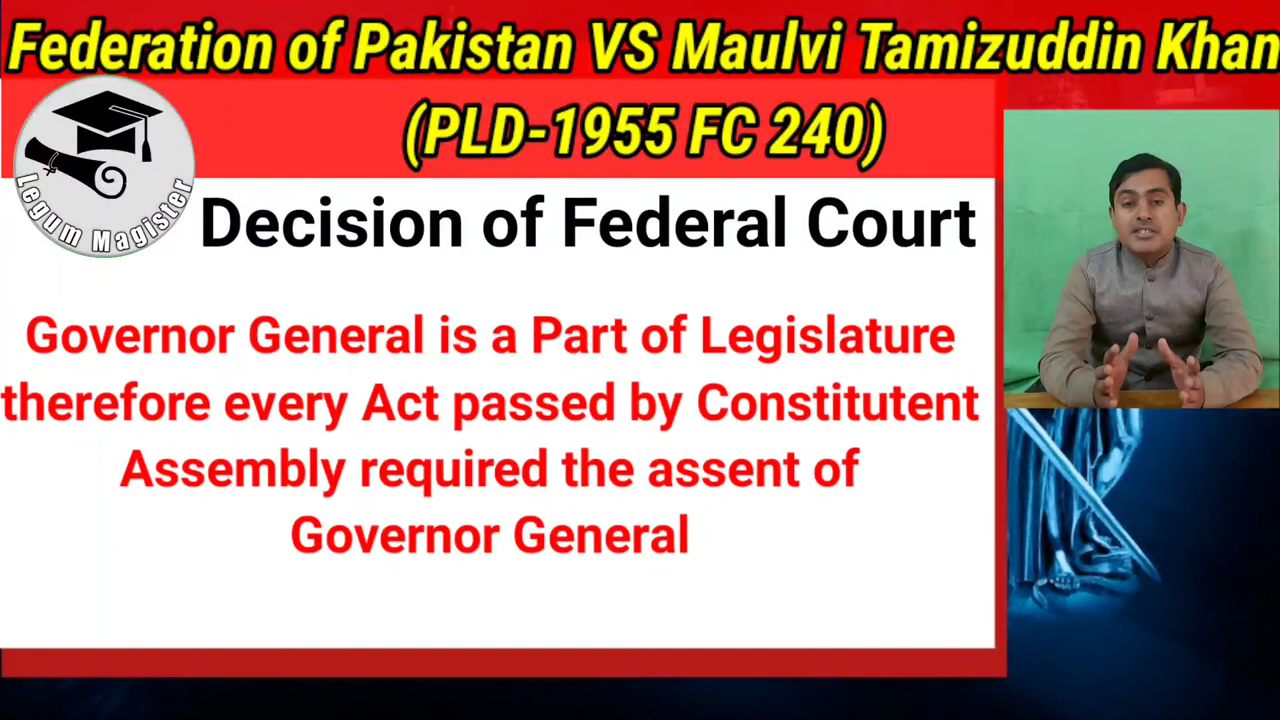 Federation of Pakistan VS Maulvi Tamizuddin Khan
(PLD-1955 FC 240)
Legum Magister
Decision of Federal Court
Governor General is a Part of Legislature
therefore every Act passed by Constitutent
Assembly required the assent of
Governor General